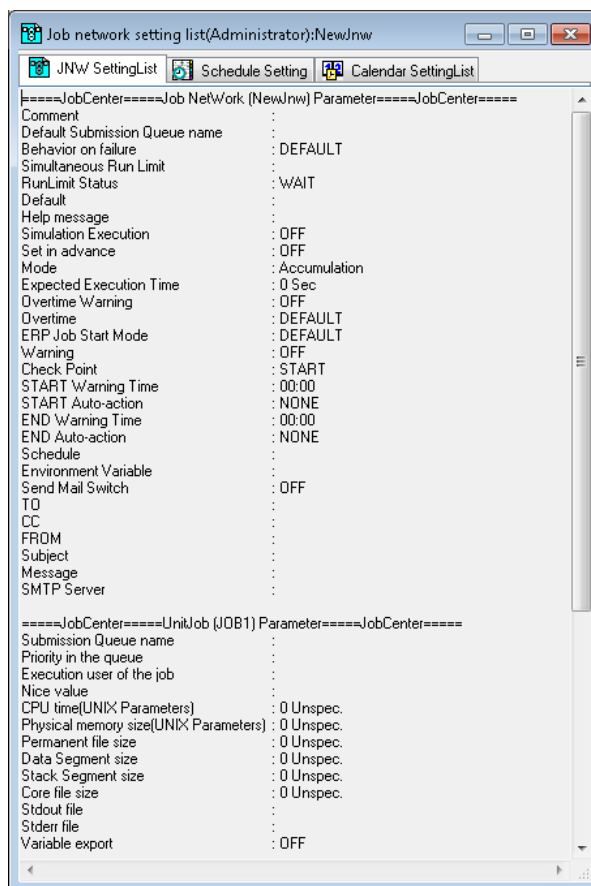 Job network setting list(Administrator):NewJnw
JNW SettingList Schedule Setting Calendar SettingList
=====JobCenter=====Job NetWork (NewJnw) Parameter=====JobCenter=====
Comment :
Default Submission Queue name :
Behavior on failure : DEFAULT
Simultaneous Run Limit :
RunLimit Status : WAIT
Default :
Help message :
Simulation Execution : OFF
Set in advance : OFF
Mode : Accumulation
Expected Execution Time : 0 Sec
Overtime Warning : OFF
Overtime : DEFAULT
ERP Job Start Mode : DEFAULT
Warning : OFF
Check Point : START
START Warning Time : 00:00
START Auto-action : NONE
END Warning Time : 00:00
END Auto-action : NONE
Schedule :
Environment Variable :
Send Mail Switch : OFF
TO :
CC :
FROM :
Subject :
Message :
SMTP Server :
=====JobCenter=====UnitJob (JOB1) Parameter=====JobCenter=====
Submission Queue name :
Priority in the queue :
Execution user of the job :
Nice value :
CPU time(UNIX Parameters) : 0 Unspec.
Physical memory size(UNIX Parameters) : 0 Unspec.
Permanent file size : 0 Unspec.
Data Segment size : 0 Unspec.
Stack Segment size : 0 Unspec.
Core file size : 0 Unspec.
Stdout file :
Stderr file :
Variable export : OFF